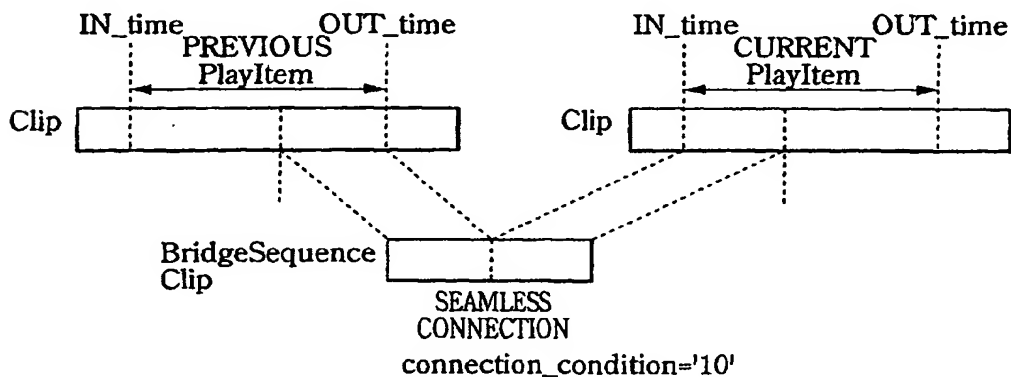 IN_time OUT_time IN_time OUT_time
PREVIOUS
PlayItem
CURRENT
PlayItem
Clip
Clip
BridgeSequence
Clip
SEAMLESS
CONNECTION
connection_condition='10'